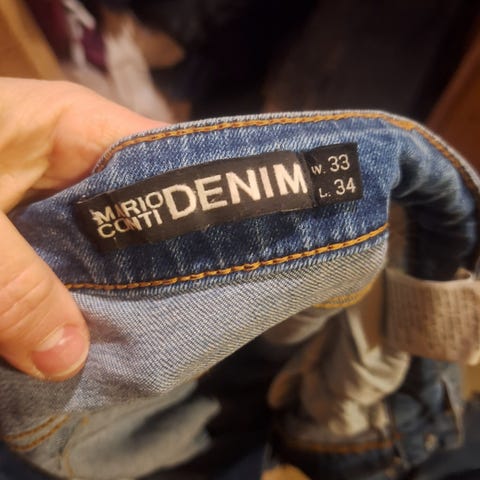 MARIO
CONTI
DENIM
W. 33
L. 34